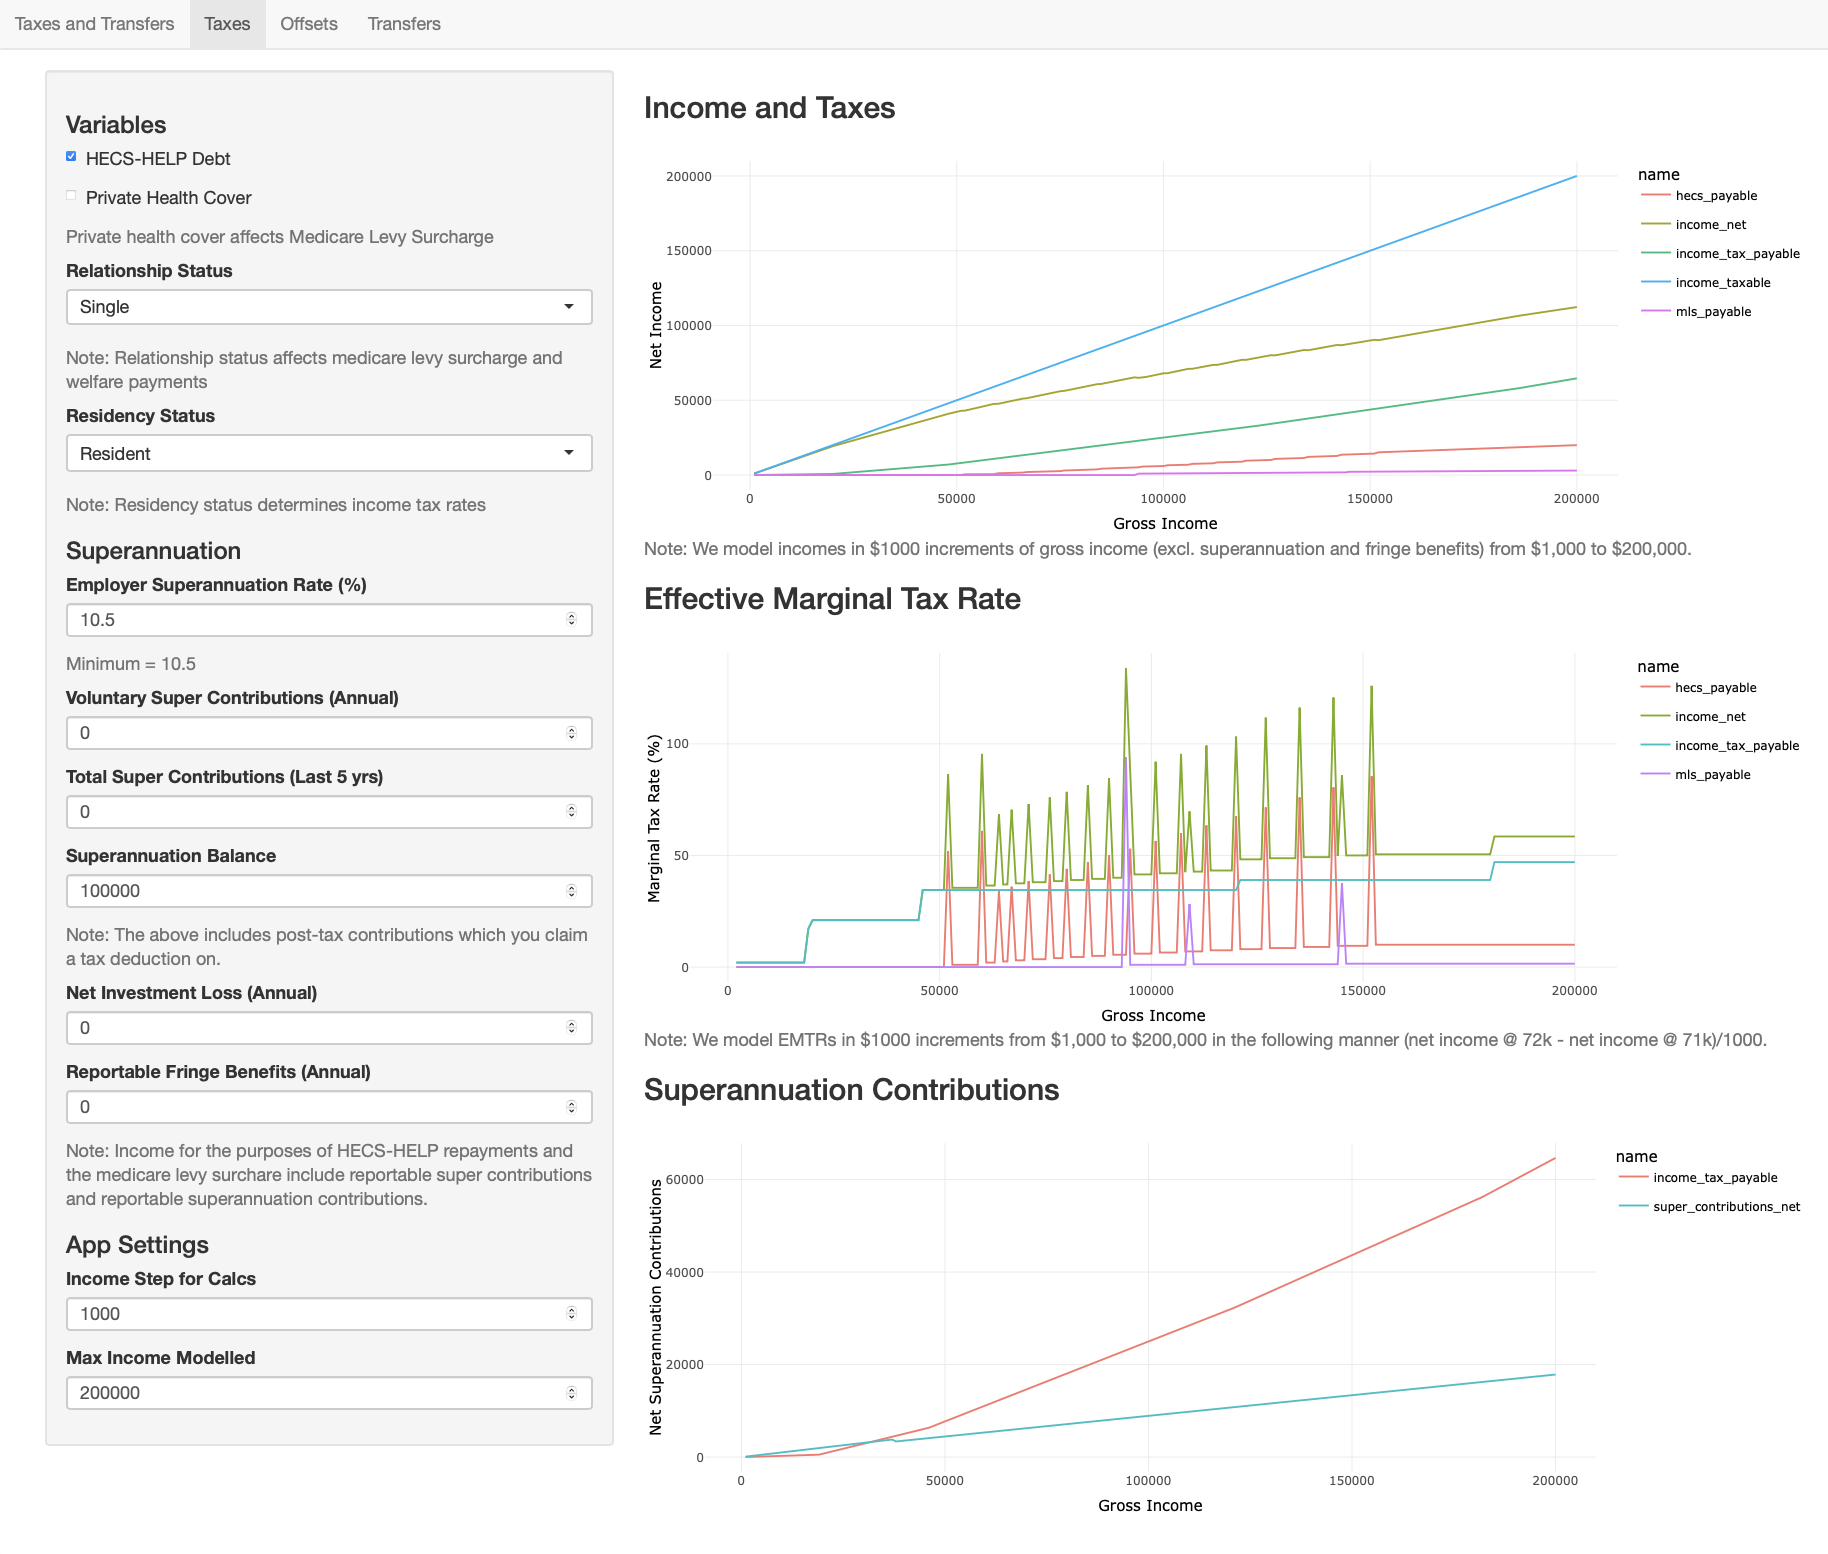 Taxes and Transfers Taxes Offsets Transfers
Variables
HECS-HELP Debt
Private Health Cover
Private health cover affects Medicare Levy Surcharge
Relationship Status
Single
Note: Relationship status affects medicare levy surcharge and
welfare payments
Residency Status
Resident
Note: Residency status determines income tax rates
Superannuation
Employer Superannuation Rate (%)
10.5
Minimum = 10.5
Voluntary Super Contributions (Annual)
0
Total Super Contributions (Last 5 yrs)
0
Superannuation Balance
100000
Note: The above includes post-tax contributions which you claim
a tax deduction on.
Net Investment Loss (Annual)
0
Reportable Fringe Benefits (Annual)
0
Note: Income for the purposes of HECS-HELP repayments and
the medicare levy surchare include reportable super contributions
and reportable superannuation contributions.
App Settings
Income Step for Calcs
1000
Max Income Modelled
200000
Income and Taxes
Net Income
200000
150000
100000
50000
0
0 50000 100000 150000 200000
Gross Income
name
hecs_payable
income_net
income_tax_payable
income_taxable
mls_payable
Note: We model incomes in $1000 increments of gross income (excl. superannuation and fringe benefits) from $1,000 to $200,000.
Effective Marginal Tax Rate
Marginal Tax Rate (%)
100
50
0
0 50000 100000 150000 200000
Gross Income
name
hecs_payable
income_net
income_tax_payable
mls_payable
Note: We model EMTRs in $1000 increments from $1,000 to $200,000 in the following manner (net income @ 72k - net income @ 71k)/1000.
Superannuation Contributions
Net Superannuation Contributions
60000
40000
20000
0
0 50000 100000 150000 200000
Gross Income
name
income_tax_payable
super_contributions_net